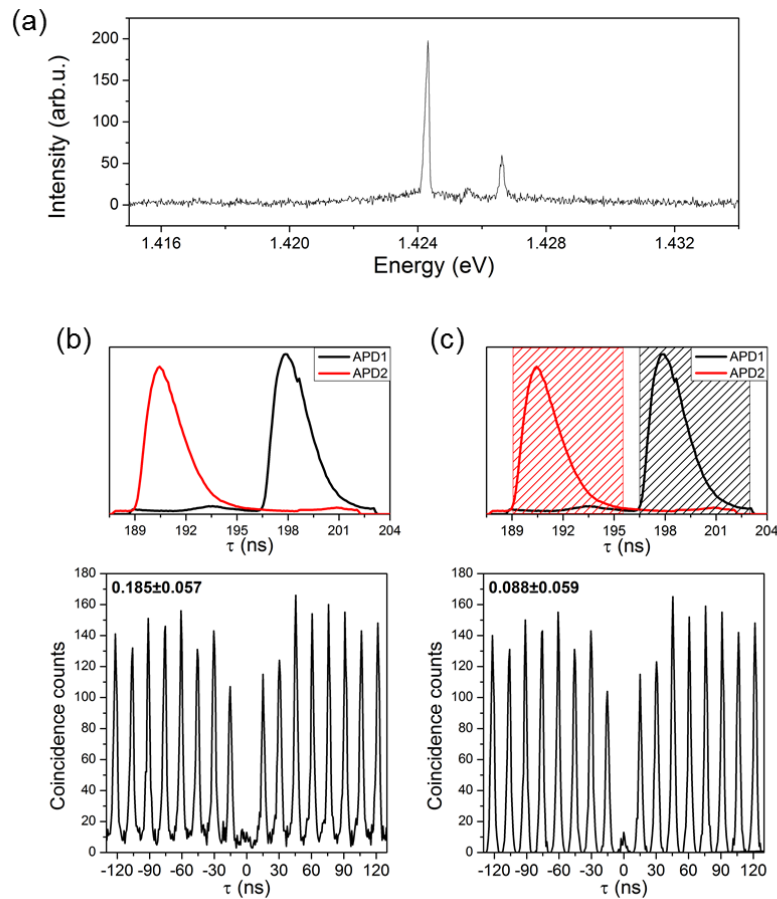 (a)
200
150
100
50
0
Intensity (arb.u.)
1.416 1.420 1.424 1.428 1.432
Energy (eV)
(b)
APD1
APD2
189 192 195 198 201 204
τ (ns)
(c)
APD1
APD2
189 192 195 198 201 204
τ (ns)
180
160
140
120
100
80
60
40
20
0
Coincidence counts
0.185±0.057
-120 -90 -60 -30 0 30 60 90 120
τ (ns)
180
160
140
120
100
80
60
40
20
0
Coincidence counts
0.088±0.059
-120 -90 -60 -30 0 30 60 90 120
τ (ns)